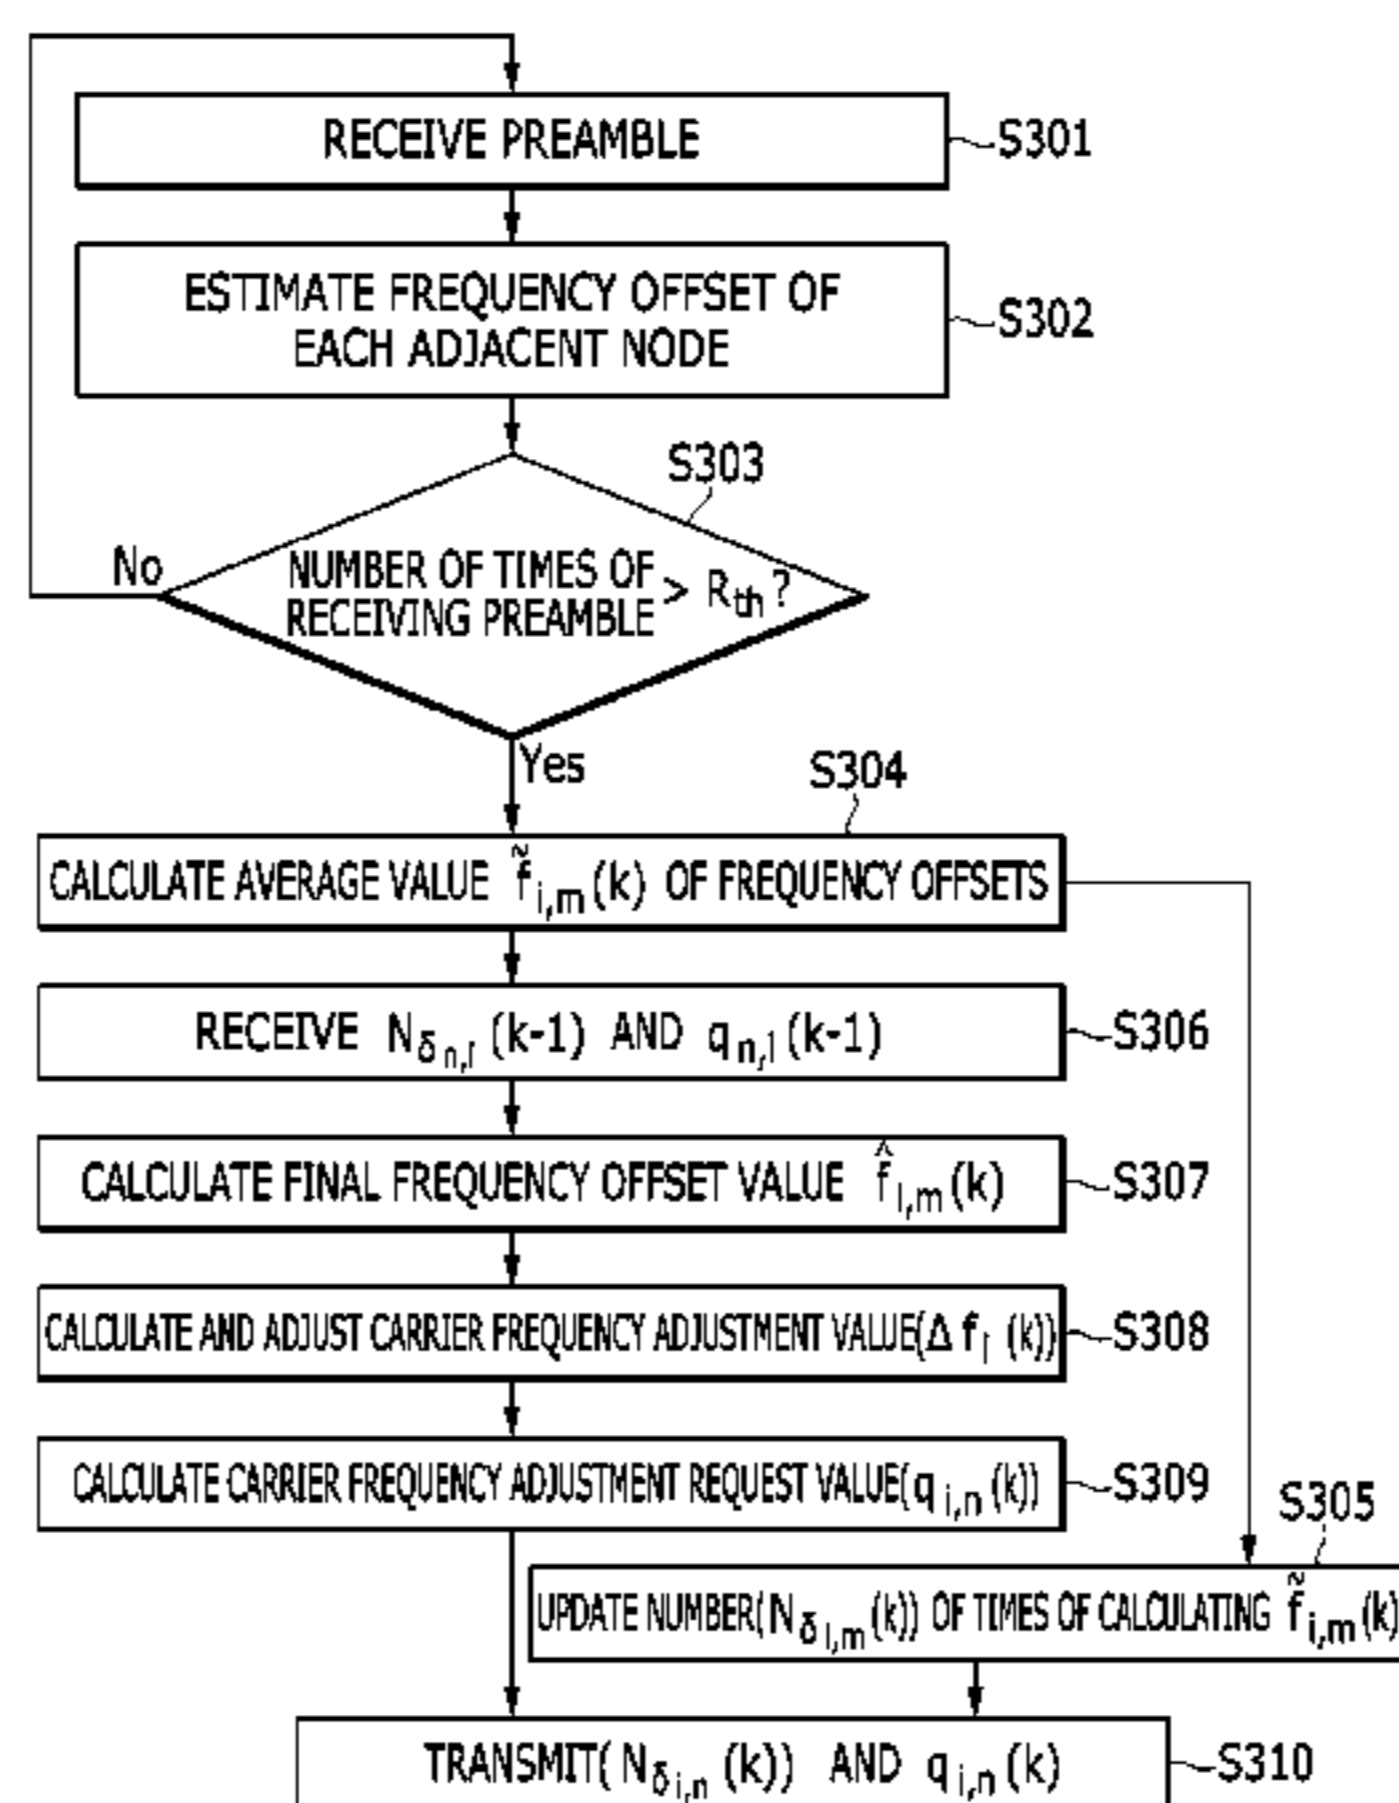 RECEIVE PREAMBLE
S301
ESTIMATE FREQUENCY OFFSET OF
EACH ADJACENT NODE
S302
S303
No
NUMBER OF TIMES OF
RECEIVING PREAMBLE > Rth ?
Yes
S304
CALCULATE AVERAGE VALUE f̃i,m(k) OF FREQUENCY OFFSETS
RECEIVE Nδn,i (k-1) AND qn,i (k-1)
S306
CALCULATE FINAL FREQUENCY OFFSET VALUE f̂i,m(k)
S307
CALCULATE AND ADJUST CARRIER FREQUENCY ADJUSTMENT VALUE(Δfi (k))
S308
CALCULATE CARRIER FREQUENCY ADJUSTMENT REQUEST VALUE(qi,n(k))
S309
S305
UPDATE NUMBER(Nδi,m(k)) OF TIMES OF CALCULATING f̃i,m(k)
TRANSMIT(Nδi,n (k)) AND qi,n(k)
S310